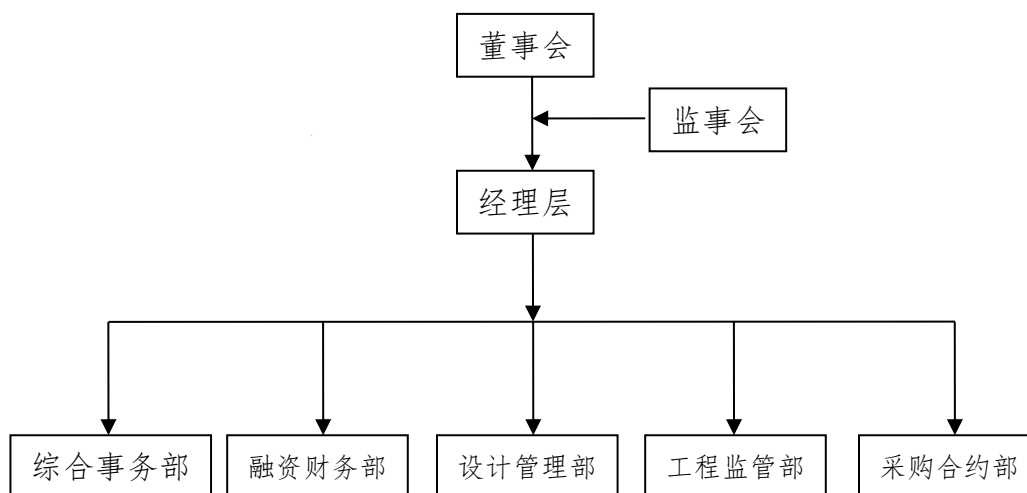 董事会
监事会
经理层
综合事务部
融资财务部
设计管理部
工程监管部
采购合约部